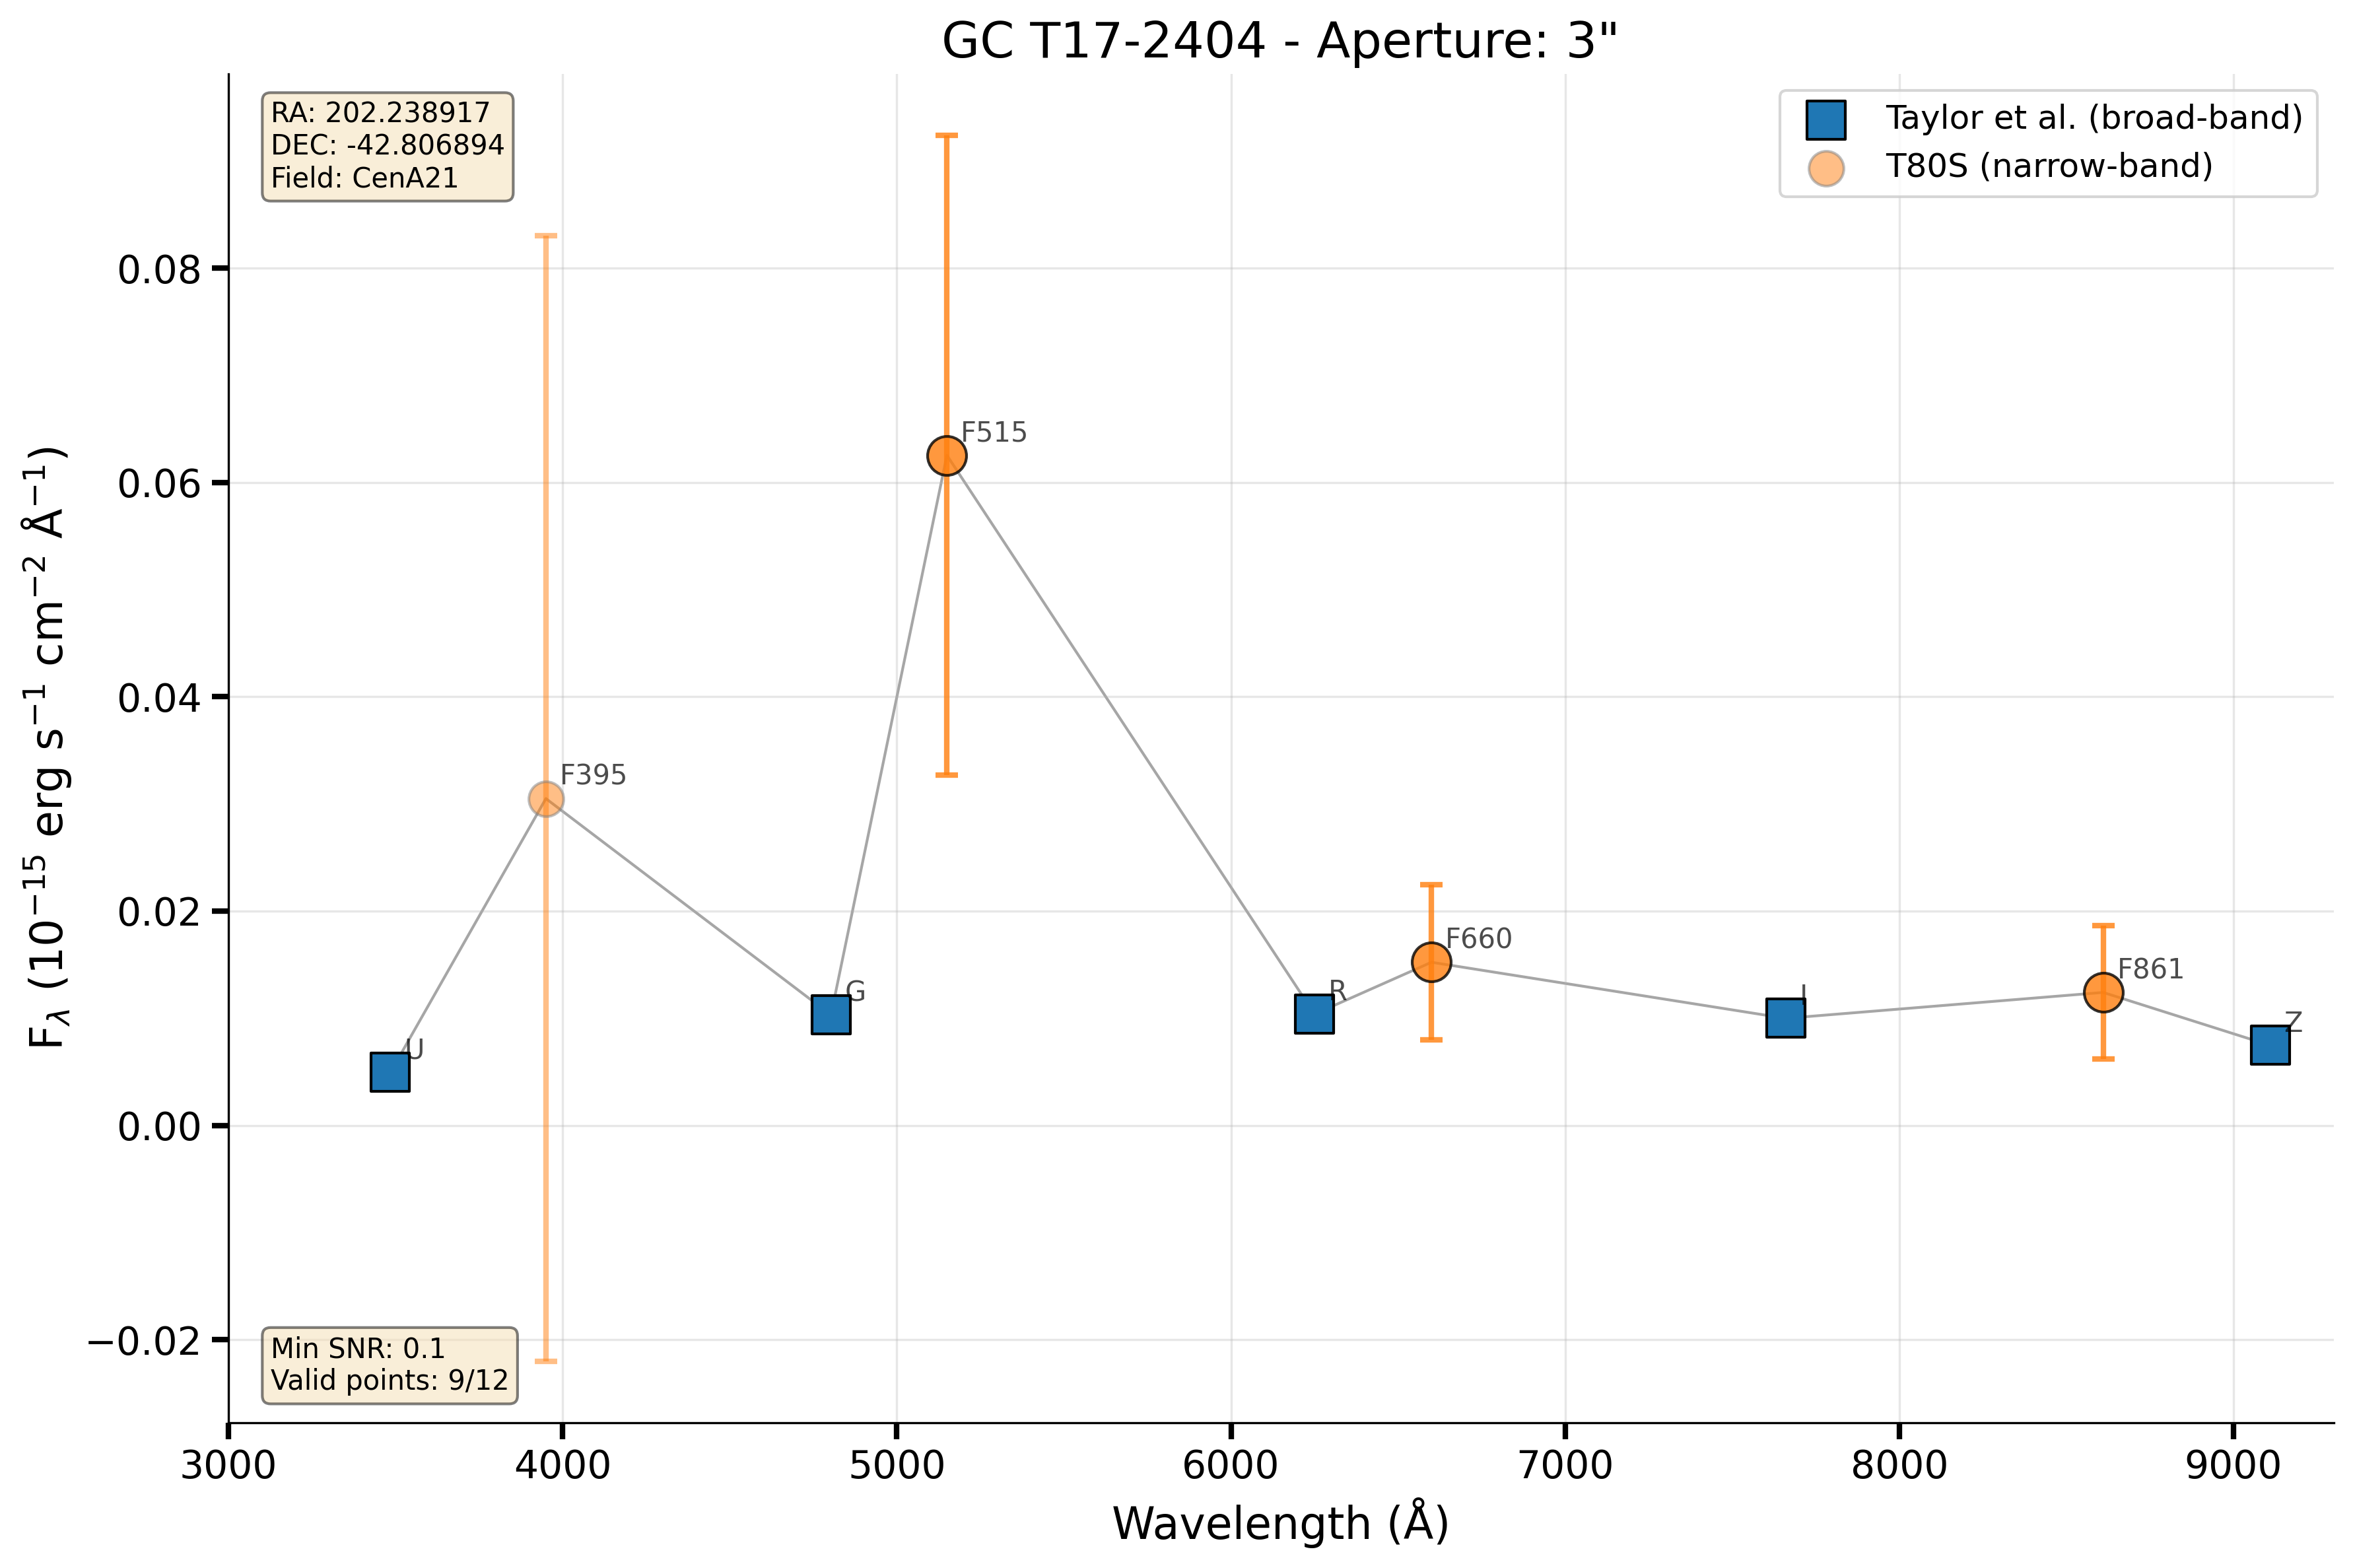 GC T17-2404 - Aperture: 3"
RA: 202.238917
DEC: -42.806894
Field: CenA21
Taylor et al. (broad-band)
T80S (narrow-band)
F_λ (10⁻¹⁵ erg s⁻¹ cm⁻² Å⁻¹)
0.08
0.06
0.04
0.02
0.00
−0.02
F515
F395
F660
F861
G
R
I
Z
U
Min SNR: 0.1
Valid points: 9/12
3000 4000 5000 6000 7000 8000 9000
Wavelength (Å)